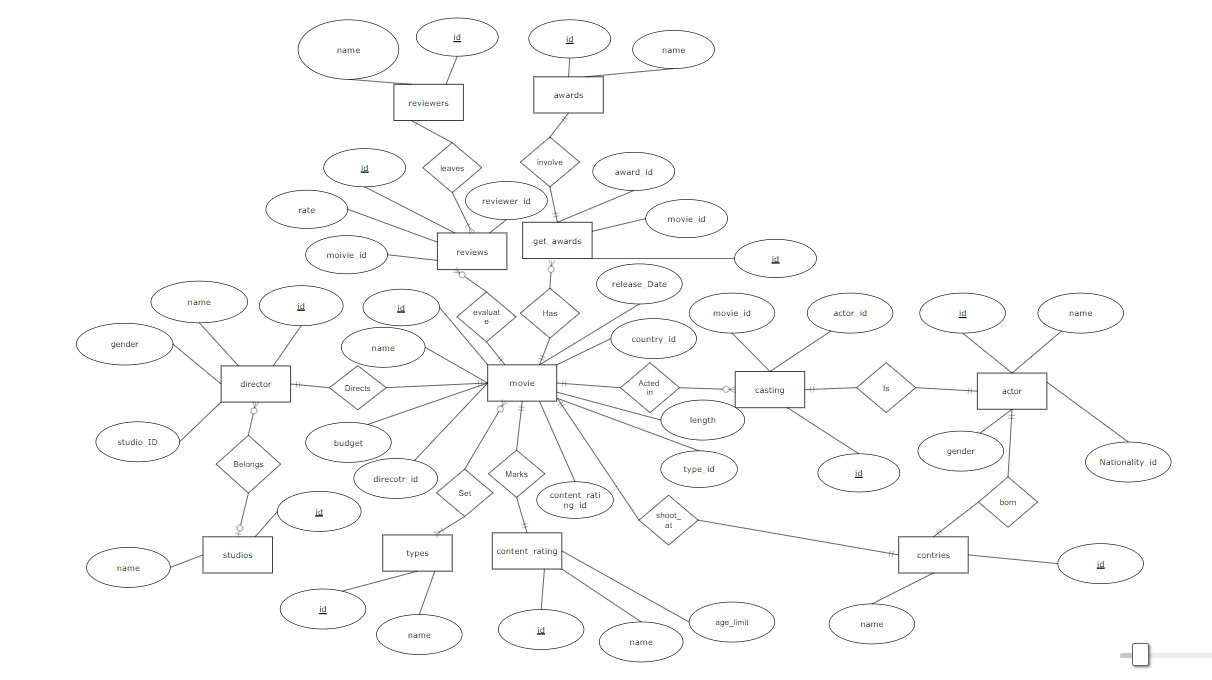 name
id
id
name
reviewers
awards
leaves
involve
id
award_id
rate
reviewer_id
movie_id
moivie_id
reviews
get_awards
id
release_Date
name
id
id
evaluat
e
Has
movie_id
actor_id
id
name
gender
name
country_id
director
Directs
movie
Acted
in
casting
Is
actor
length
studio_ID
budget
Belongs
direcotr_id
Set
Marks
type_id
gender
Nationality_id
id
content_rati
ng_id
id
shoot_
at
born
studios
types
content_rating
contries
name
id
id
name
id
name
age_limit
name